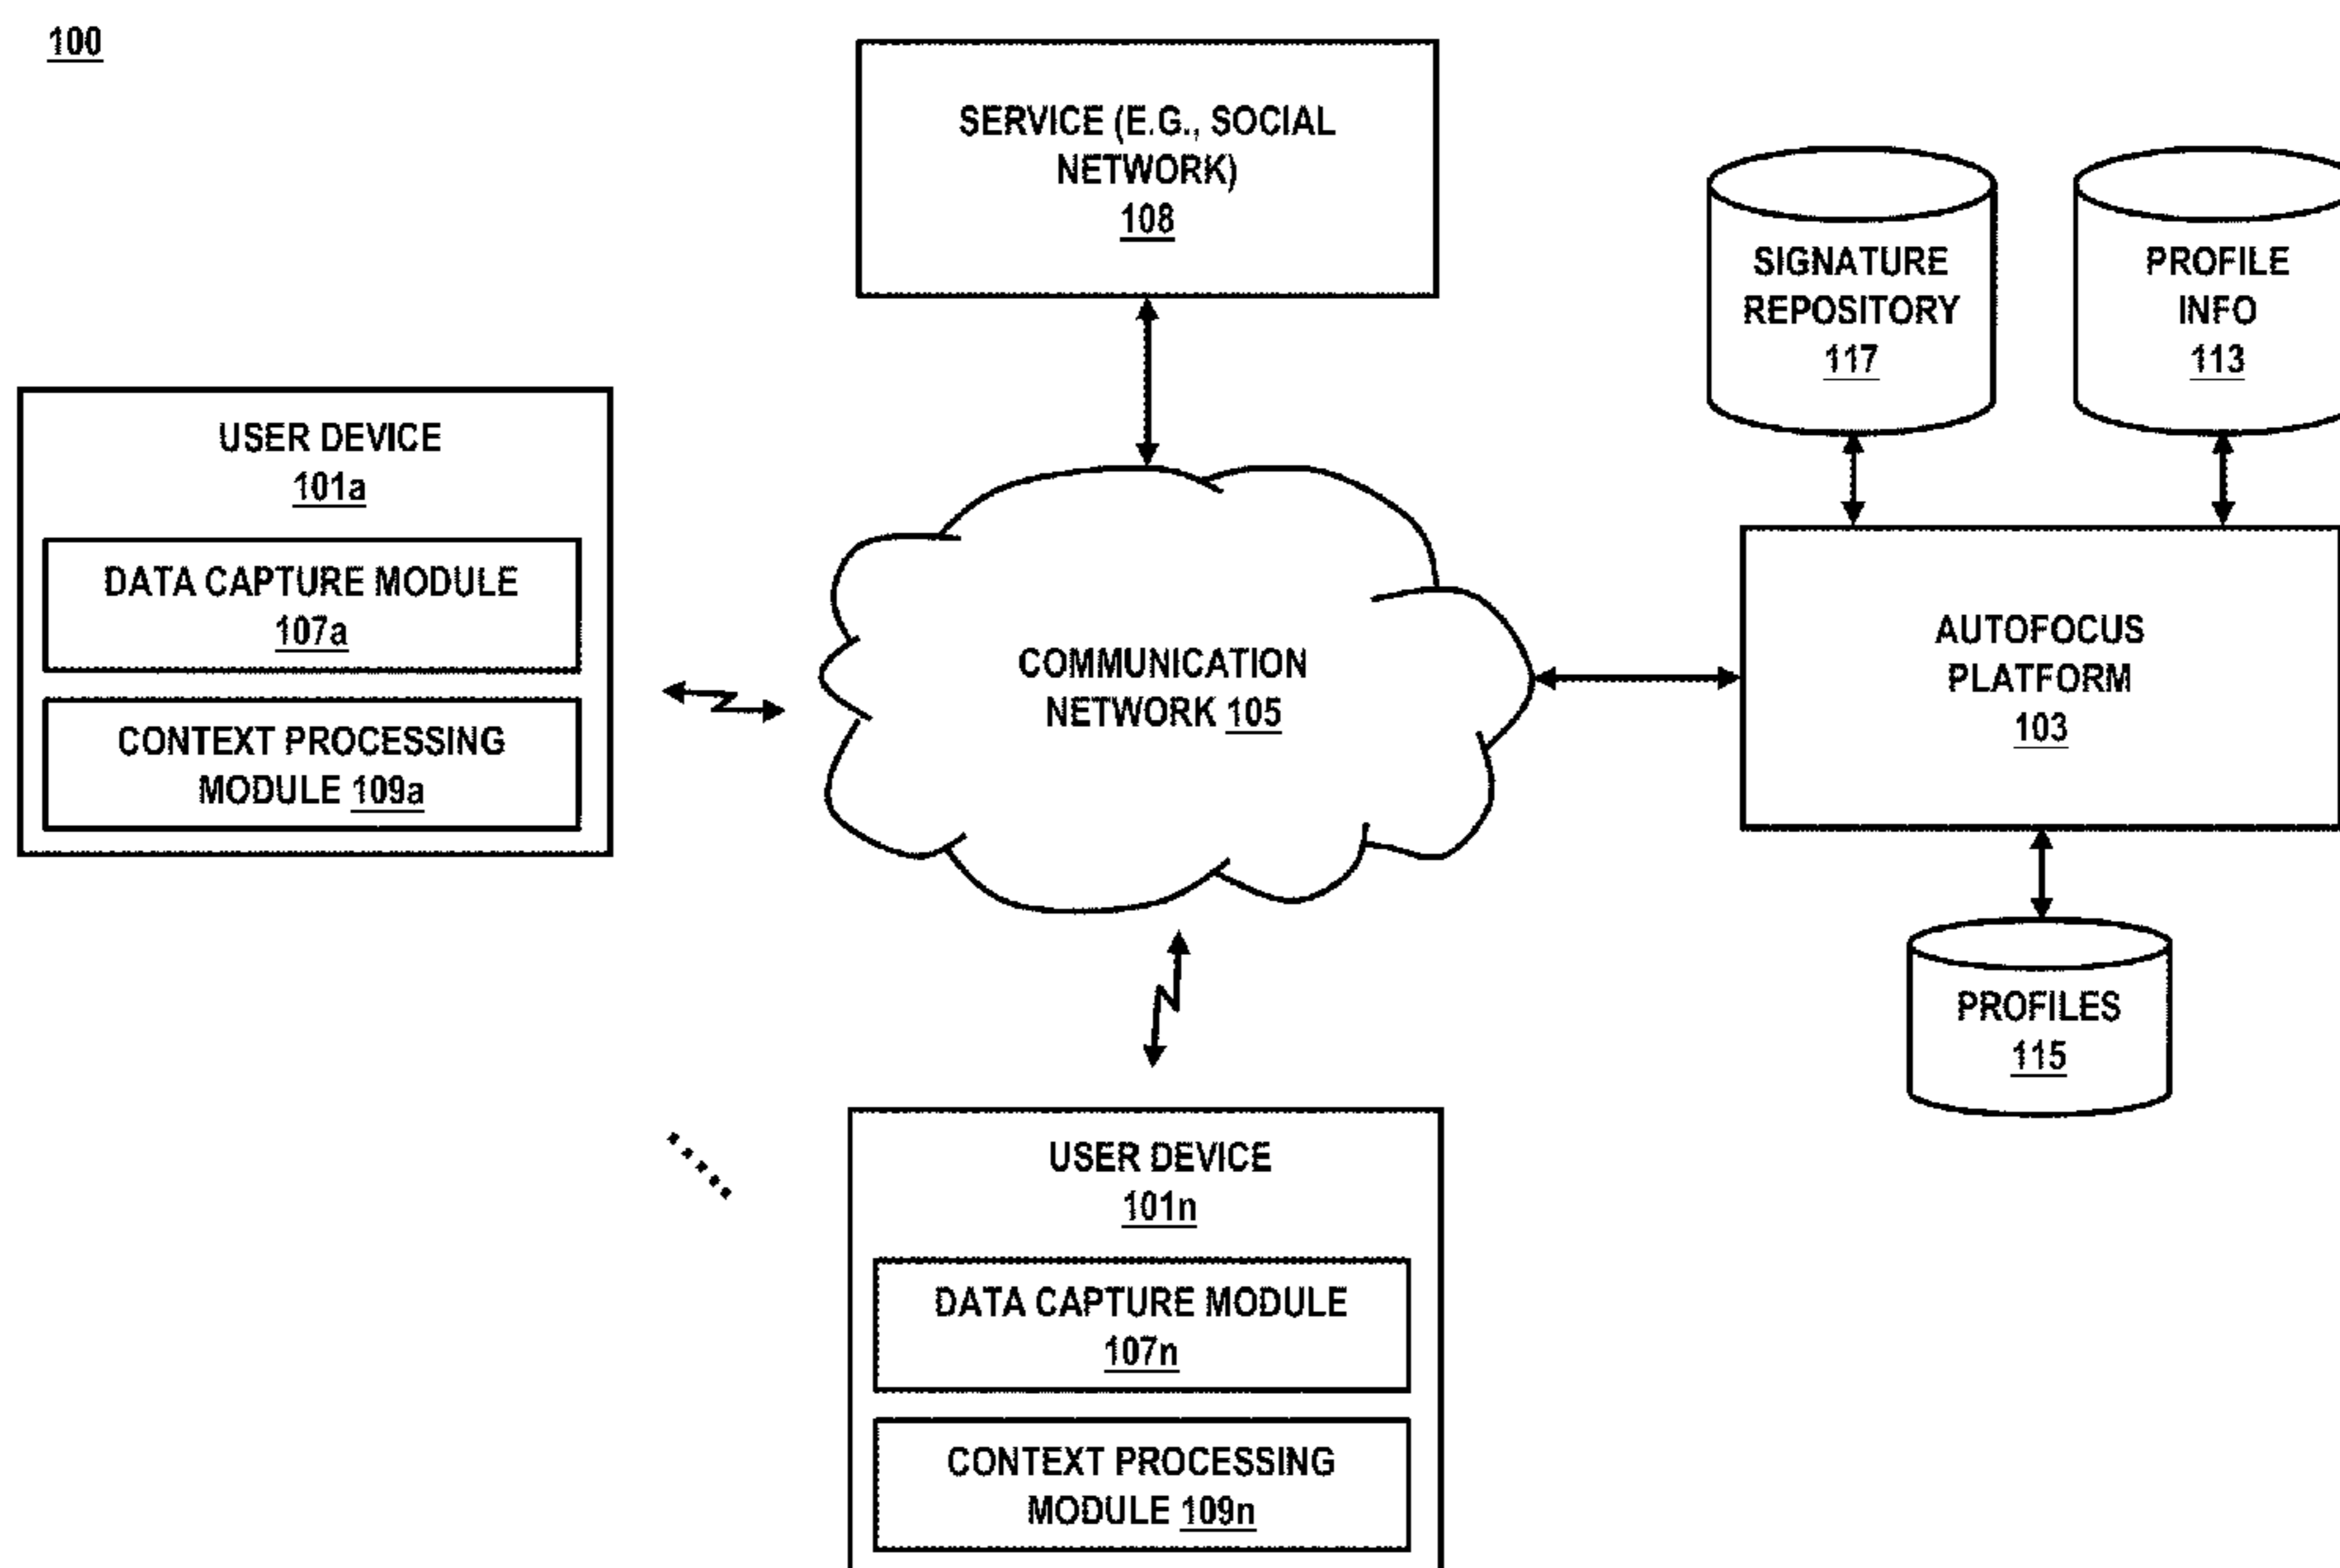 100
SERVICE (E.G., SOCIAL
NETWORK)
108
SIGNATURE
REPOSITORY
117
PROFILE
INFO
113
USER DEVICE
101a
DATA CAPTURE MODULE
107a
CONTEXT PROCESSING
MODULE 109a
COMMUNICATION
NETWORK 105
AUTOFOCUS
PLATFORM
103
PROFILES
115
USER DEVICE
101n
DATA CAPTURE MODULE
107n
CONTEXT PROCESSING
MODULE 109n